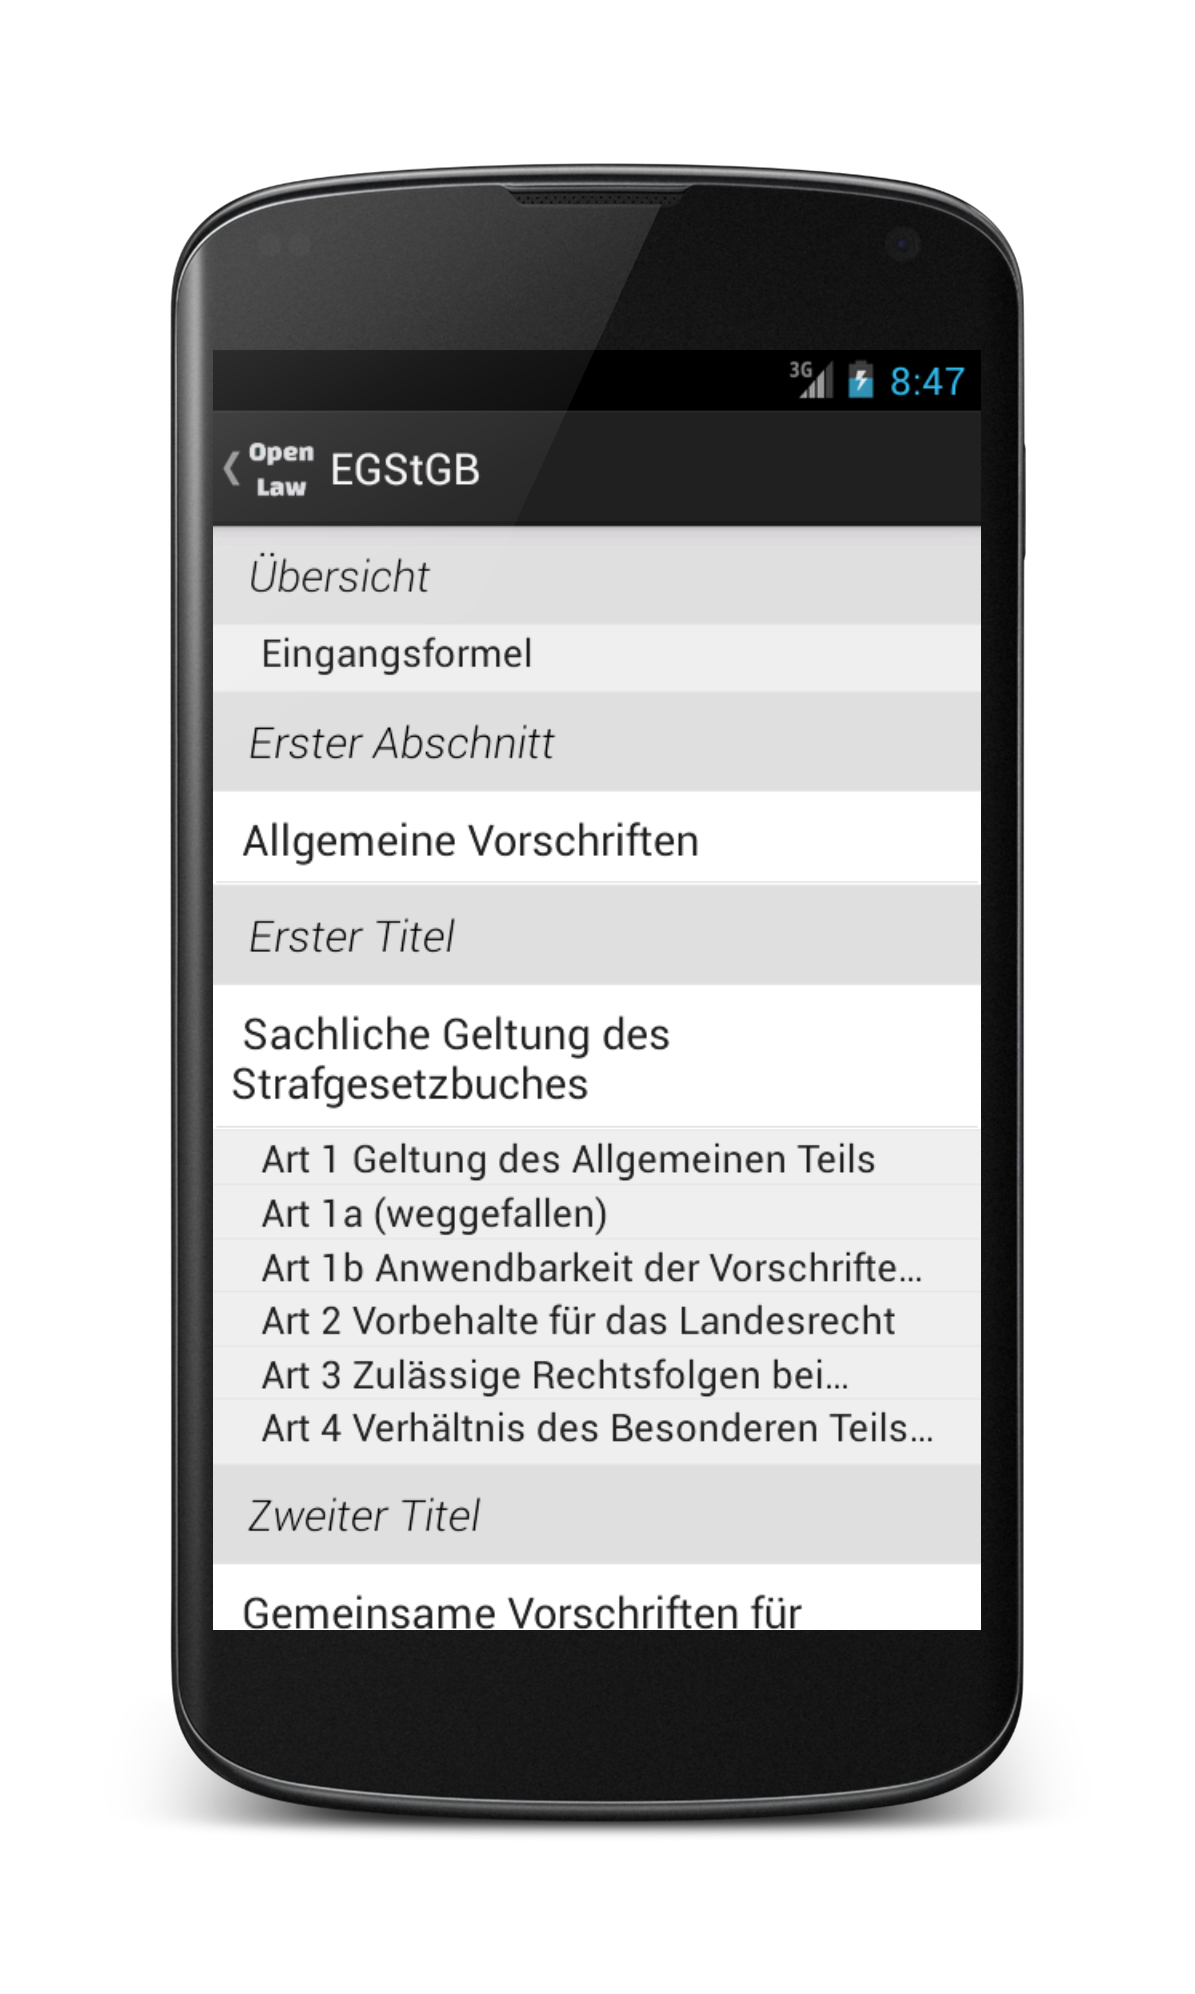 3G 8:47
Open
Law
EGStGB
Übersicht
Eingangsformel
Erster Abschnitt
Allgemeine Vorschriften
Erster Titel
Sachliche Geltung des
Strafgesetzbuches
Art 1 Geltung des Allgemeinen Teils
Art 1a (weggefallen)
Art 1b Anwendbarkeit der Vorschrifte...
Art 2 Vorbehalte für das Landesrecht
Art 3 Zulässige Rechtsfolgen bei...
Art 4 Verhältnis des Besonderen Teils...
Zweiter Titel
Gemeinsame Vorschriften für